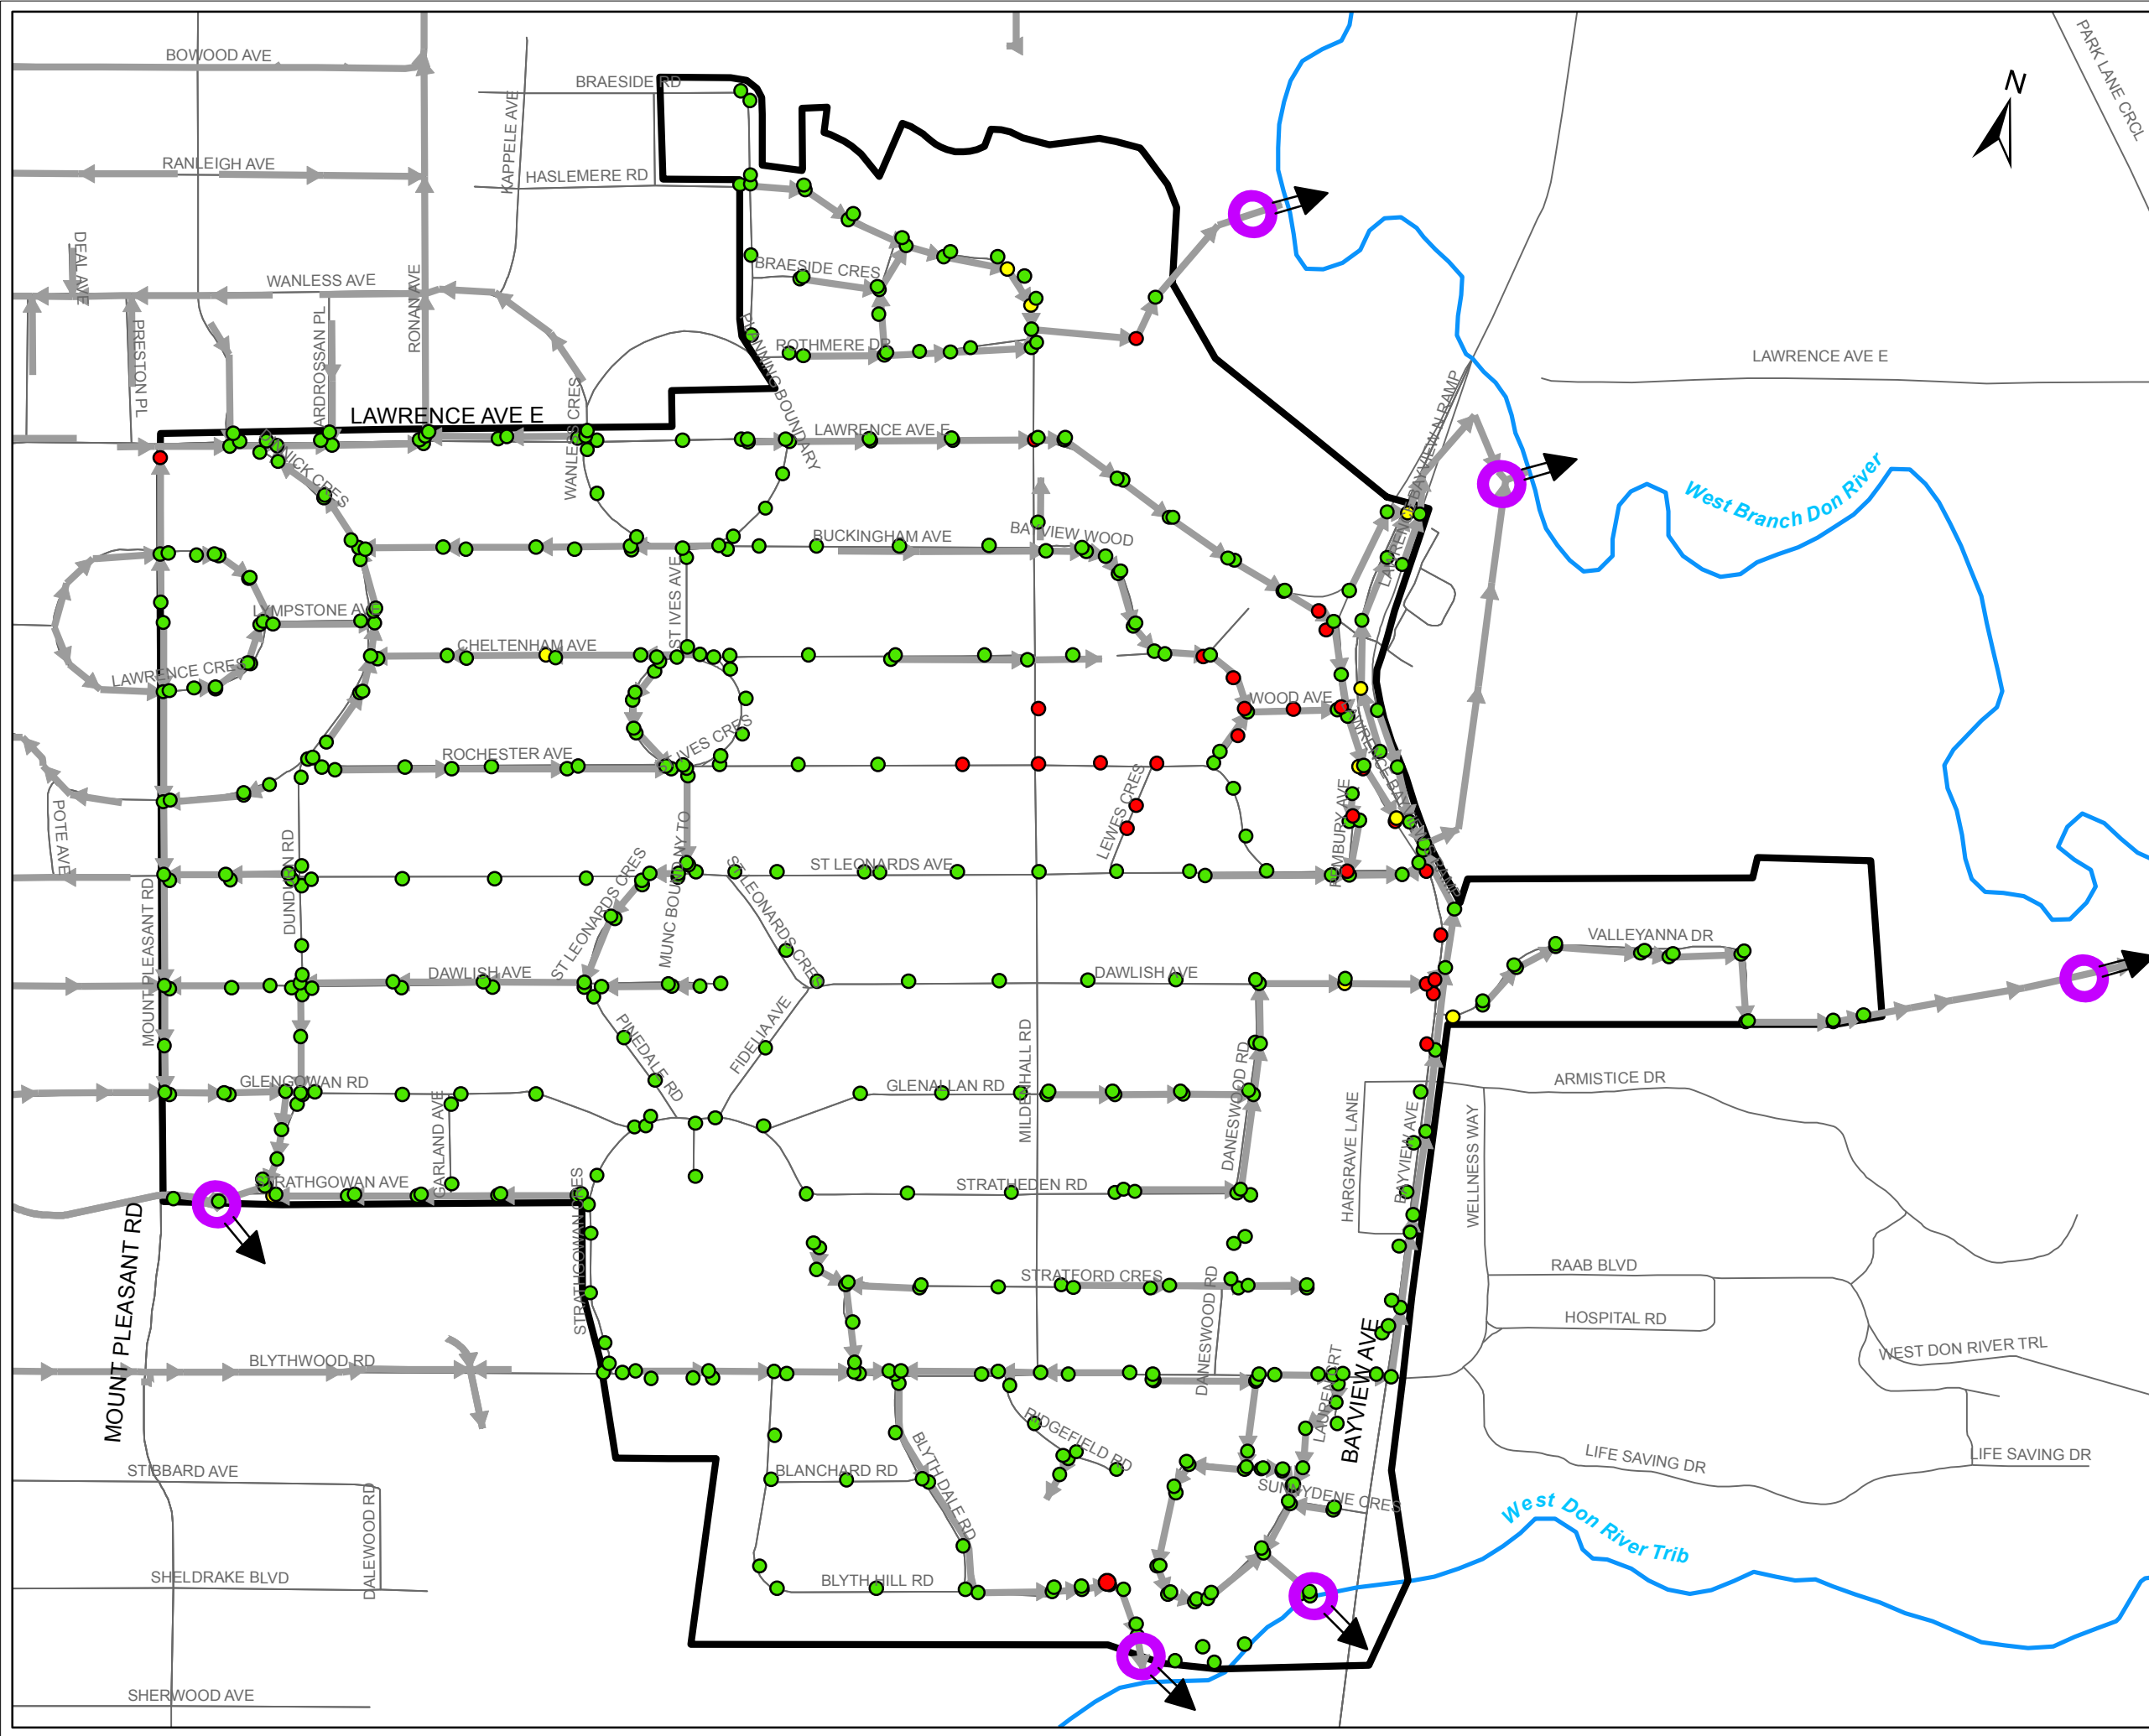 BOWOOD AVE
BRAESIDE RD
PARK LANE CRCL
N
KAPPELE AVE
RANLEIGH AVE
HASLEMERE RD
DEAL AVE
WANLESS AVE
RONAN AVE
BRAESIDE CRES
PRESTON PL
ARDROSSAN PL
ROTHMERE DR
PLANNING BOUNDARY
LAWRENCE AVE E
LAWRENCE AVE E
WANLESS CRES
LAWRENCE AVE E
BUCKINGHAM AVE
BAYVIEW WOOD
West Branch Don River
LYMPSTONE AVE
ST IVES AVE
CHELTENHAM AVE
LAWRENCE CRES
WOOD AVE
ST IVES CRES
ROCHESTER AVE
POTE AVE
DUNDURN RD
LEWES CRES
ST LEONARDS AVE
ST LEONARDS CRES
ST LEONARDS CRES
MOUNT PLEASANT RD
VALLEYANNA DR
DAWLISH AVE
DAWLISH AVE
PINEDALE RD
FIDELIA AVE
MILDENHALL RD
DANESWOOD RD
GLENGOWAN RD
GLENALLAN RD
ARMISTICE DR
GARLAND AVE
HARGRAVE LANE
BAYVIEW AVE
WELLNESS WAY
STRATHGOWAN AVE
STRATHEDEN RD
STRATHGOWAN CRES
MOUNT PLEASANT RD
STRATFORD CRES
DANESWOOD RD
RAAB BLVD
HOSPITAL RD
WEST DON RIVER TRL
BLYTHWOOD RD
BAYVIEW AVE
RIDGEFIELD RD
BLYTH DALE RD
STIBBARD AVE
BLANCHARD RD
LIFE SAVING DR
LIFE SAVING DR
SUNNYDENE CRES
DALEWOOD RD
West Don River Trib
SHELDRAKE BLVD
BLYTH HILL RD
SHERWOOD AVE